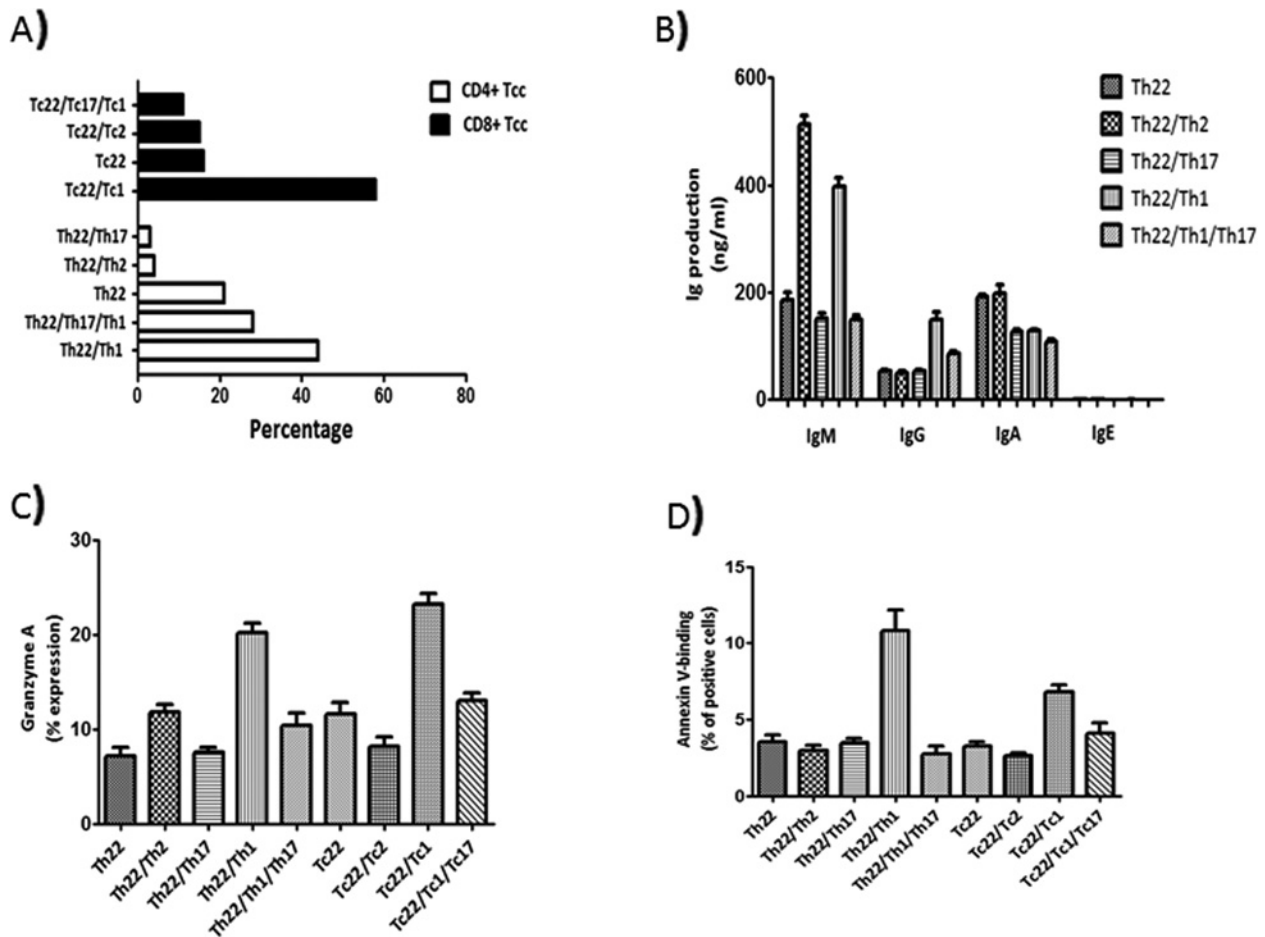 A)
CD4+ Tcc
CD8+ Tcc
Tc22/Tc17/Tc1
Tc22/Tc2
Tc22
Tc22/Tc1
Th22/Th17
Th22/Th2
Th22
Th22/Th17/Th1
Th22/Th1
0 20 40 60 80
Percentage
B)
Ig production
(ng/ml)
600
400
200
0
IgM IgG IgA IgE
Th22
Th22/Th2
Th22/Th17
Th22/Th1
Th22/Th1/Th17
C)
Granzyme A
(% expression)
30
20
10
0
Th22
Th22/Th2
Th22/Th17
Th22/Th1
Th22/Th1/Th17
Tc22
Tc22/Tc2
Tc22/Tc1
Tc22/Tc1/Tc17
D)
Annexin V-binding
(% of positive cells)
15
10
5
0
Th22
Th22/Th2
Th22/Th17
Th22/Th1
Th22/Th1/Th17
Tc22
Tc22/Tc2
Tc22/Tc1
Tc22/Tc1/Tc17